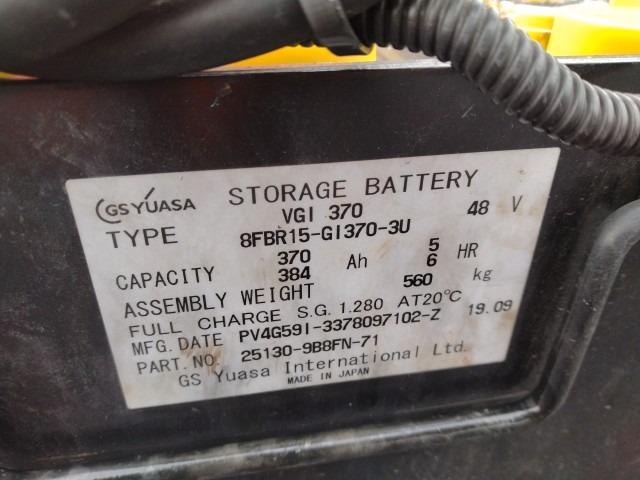 GS YUASA STORAGE BATTERY
VGI 370 48 V
TYPE 8FBR15-GI370-3U
370 5
CAPACITY 384 Ah 6 HR
ASSEMBLY WEIGHT 560 kg
FULL CHARGE S.G. 1.280 AT20℃
MFG. DATE PV4G59I-3378097102-Z 19.09
PART.NO. 25130-9B8FN-71
GS Yuasa International Ltd.
MADE IN JAPAN